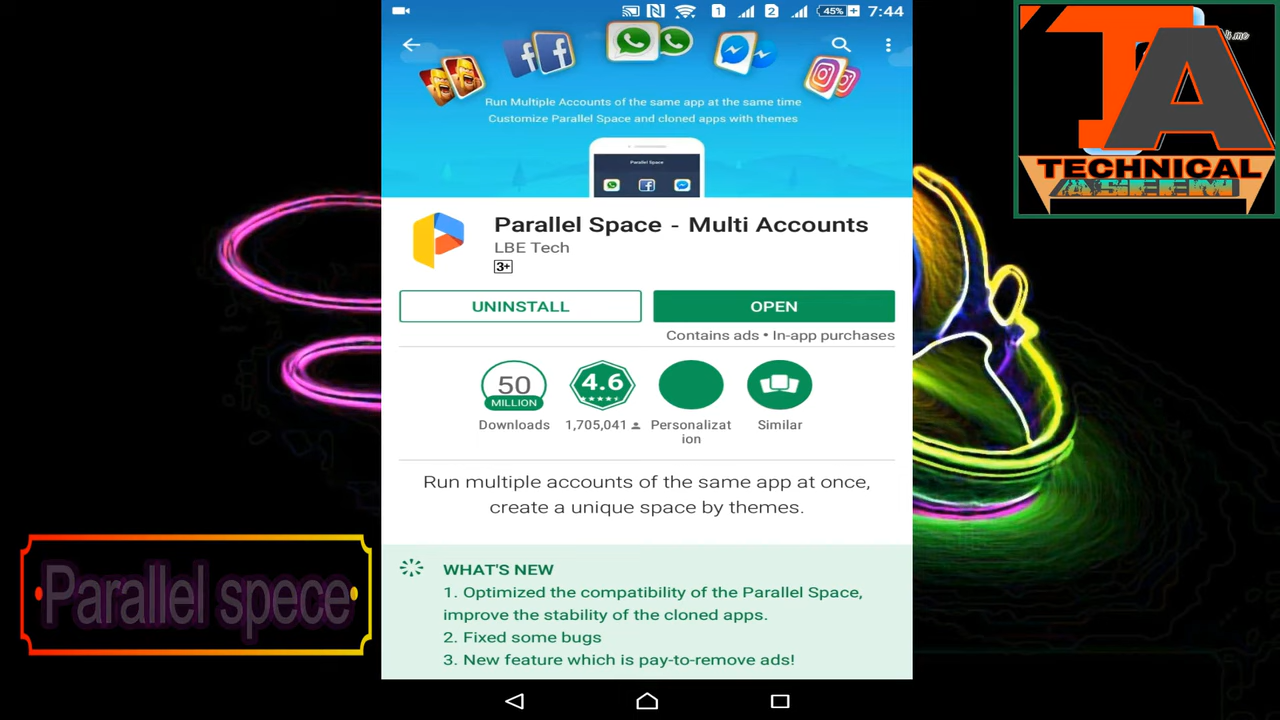 1 2 45% 7:44
Run Multiple Accounts of the same app at the same time
Customize Parallel Space and cloned apps with themes
Parallel Space
TA
TECHNICAL
Parallel Space - Multi Accounts
LBE Tech
3+
UNINSTALL
OPEN
Contains ads • In-app purchases
50
MILLION
4.6
Downloads
1,705,041
Personalizat
ion
Similar
Run multiple accounts of the same app at once,
create a unique space by themes.
WHAT'S NEW
1. Optimized the compatibility of the Parallel Space,
improve the stability of the cloned apps.
2. Fixed some bugs
3. New feature which is pay-to-remove ads!
Parallel spece